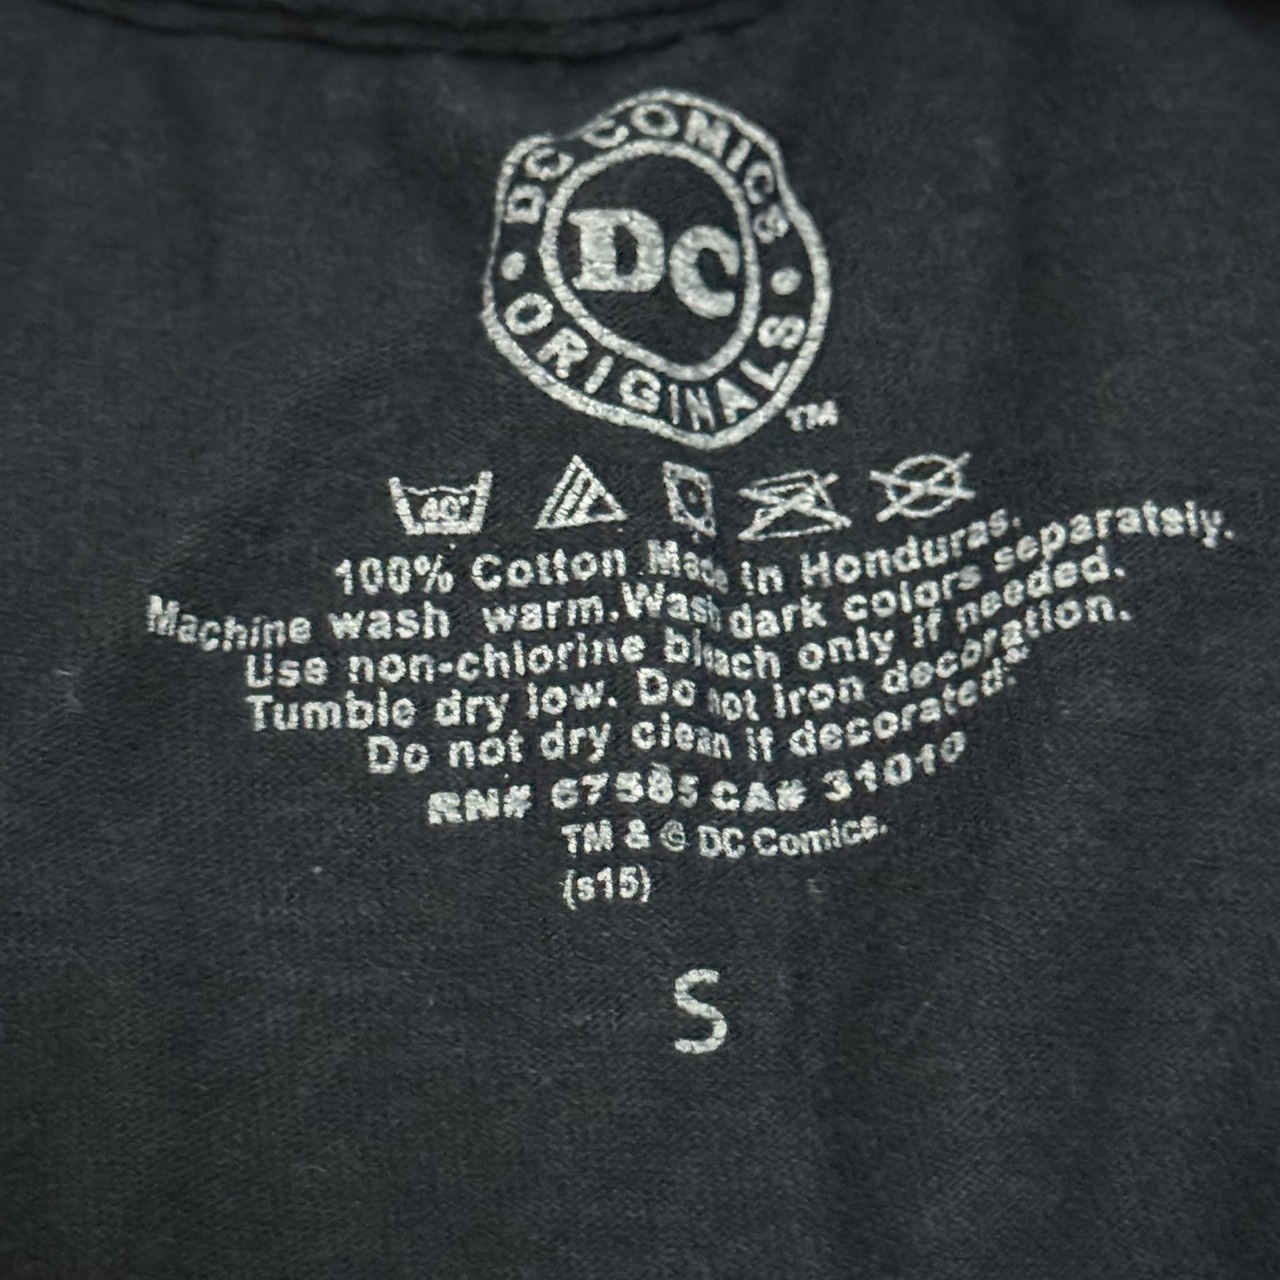 DC COMICS
DC
ORIGINALS
TM
40°
100% Cotton Made in Honduras.
Machine wash warm. Wash dark colors separatsly.
Use non-chlorine bleach only if needed.
Tumble dry low. Do not iron decoration.
Do not dry clean if decorated.
RN# 67585 CA# 31010
TM & © DC Comics.
(s15)
S